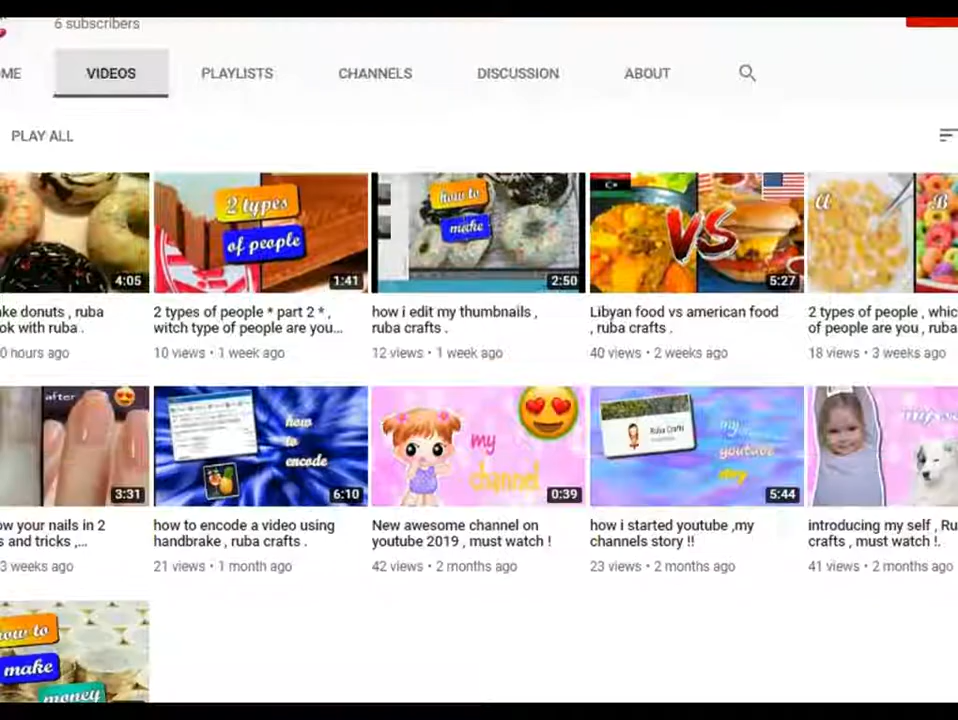 6 subscribers
OME
VIDEOS
PLAYLISTS
CHANNELS
DISCUSSION
ABOUT
PLAY ALL
4:05
2 types
of people
1:41
how to
make
2:50
VS
5:27
a
B
ke donuts , ruba
ok with ruba .
0 hours ago
2 types of people * part 2 * ,
witch type of people are you...
10 views • 1 week ago
how i edit my thumbnails ,
ruba crafts .
12 views • 1 week ago
Libyan food vs american food
, ruba crafts .
40 views • 2 weeks ago
2 types of people , whic
of people are you , ruba
18 views • 3 weeks ago
after
3:31
how
to
encode
6:10
my
channel
0:39
Ruba Crafts
my
youtube
story
5:44
ow your nails in 2
s and tricks ,...
3 weeks ago
how to encode a video using
handbrake , ruba crafts .
21 views • 1 month ago
New awesome channel on
youtube 2019 , must watch !
42 views • 2 months ago
how i started youtube ,my
channels story !!
23 views • 2 months ago
introducing my self , Ru
crafts , must watch !.
41 views • 2 months ago
how to
make
money